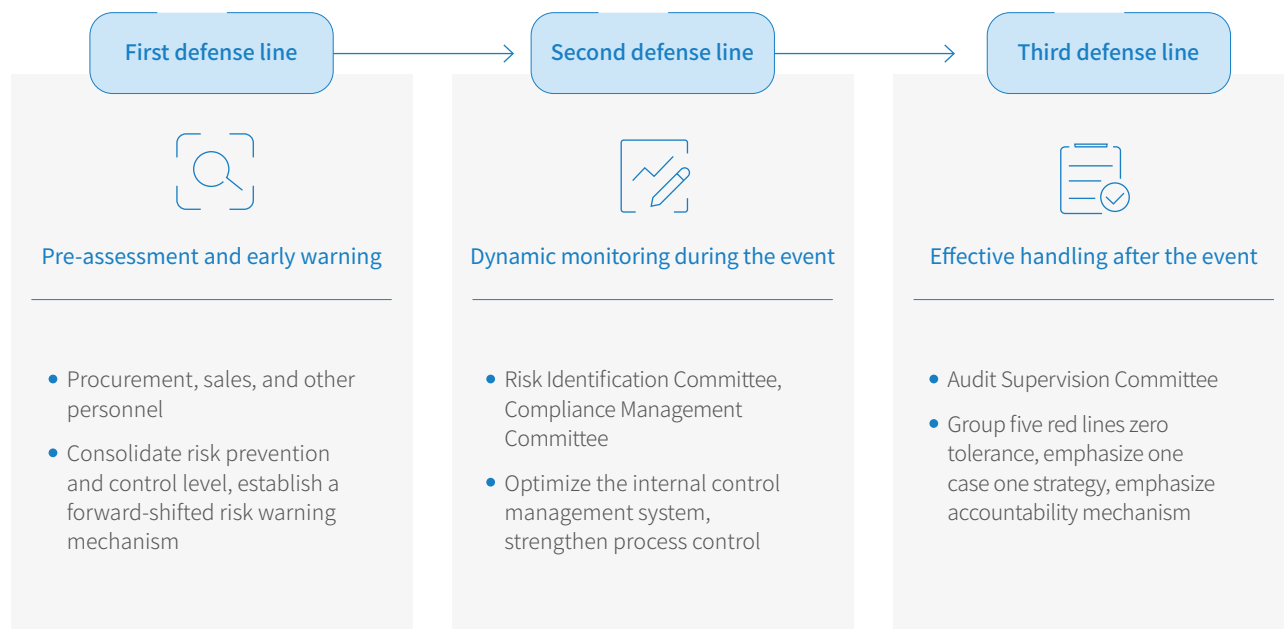 First defense line
Second defense line
Third defense line
Pre-assessment and early warning
Dynamic monitoring during the event
Effective handling after the event
Procurement, sales, and other
personnel
Consolidate risk prevention
and control level, establish a
forward-shifted risk warning
mechanism
Risk Identification Committee,
Compliance Management
Committee
Optimize the internal control
management system,
strengthen process control
Audit Supervision Committee
Group five red lines zero
tolerance, emphasize one
case one strategy, emphasize
accountability mechanism